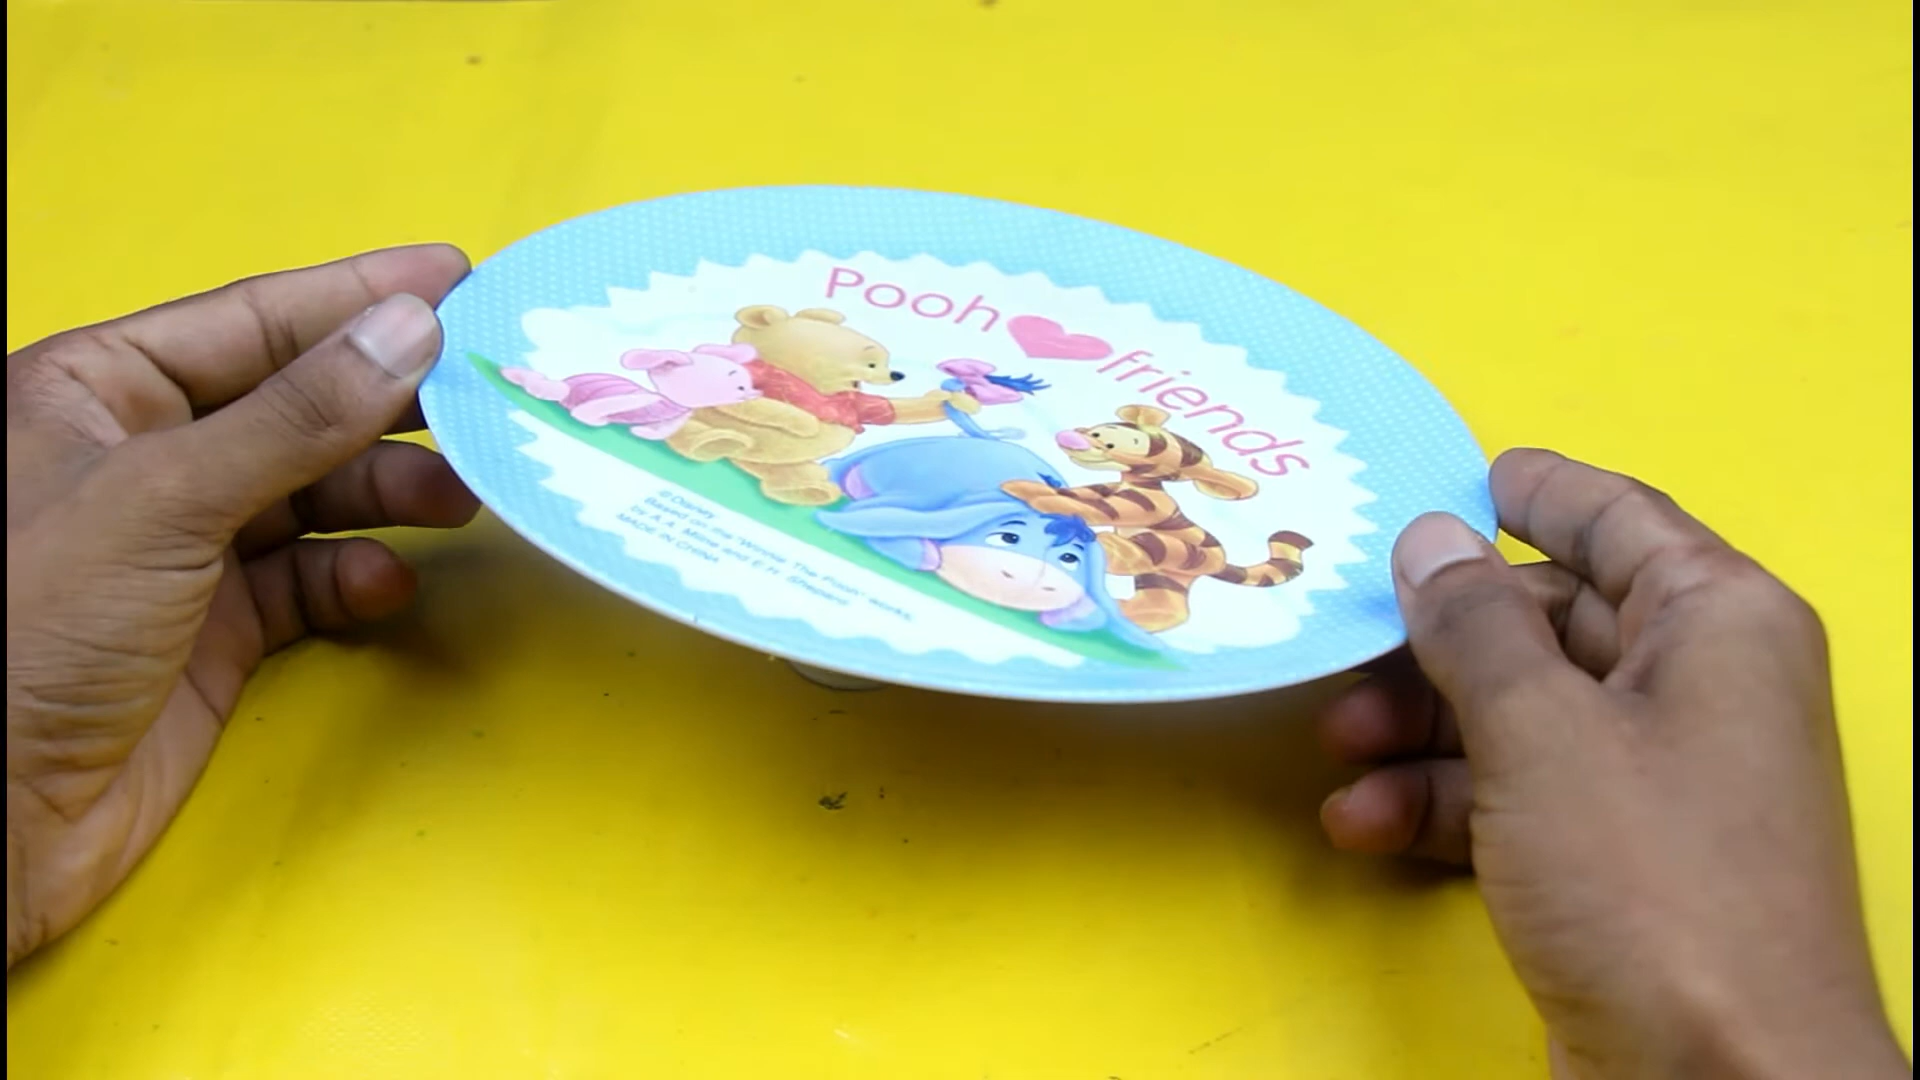 Pooh friends
© Disney
Based on the "Winnie The Pooh" works,
by A.A. Milne and E.H. Shepard
MADE IN CHINA